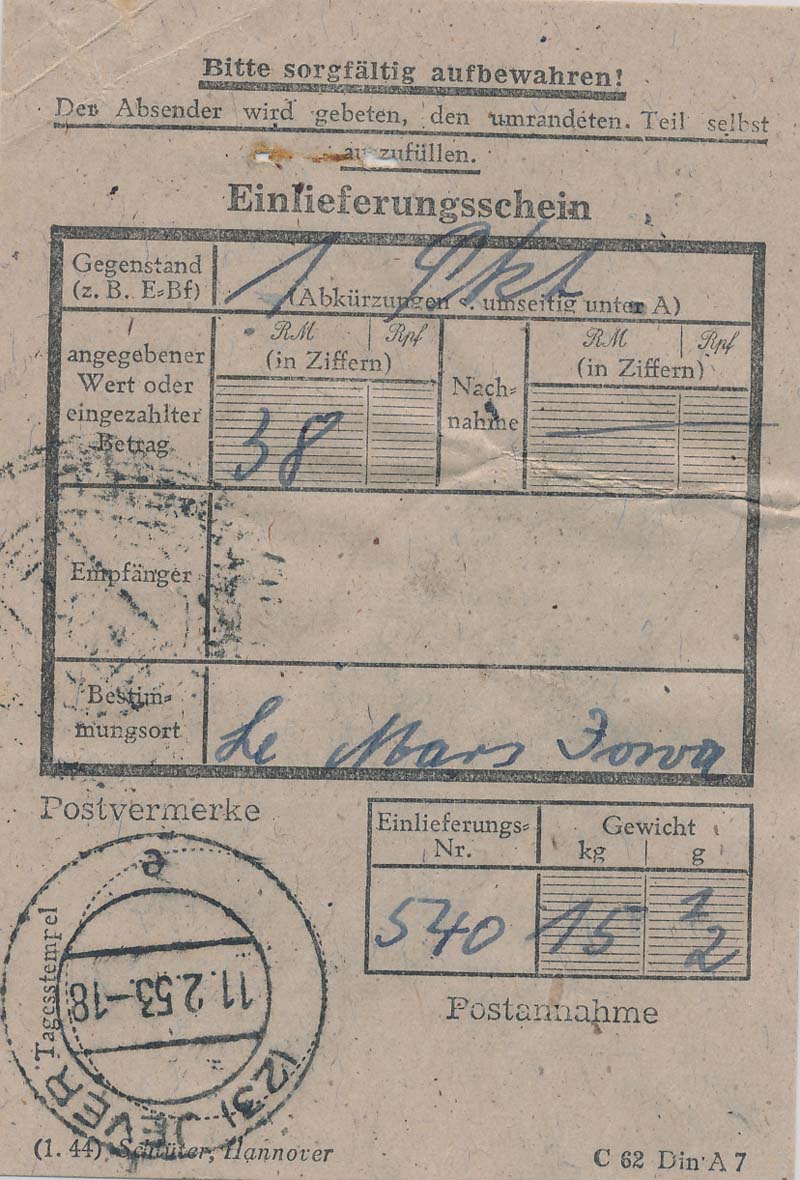 Bitte sorgfältig aufbewahren!
Der Absender wird gebeten, den umrandeten Teil selbst
auszufüllen.
Einlieferungsschein
Gegenstand
(z. B. E=Bf)
1 Pkt
(Abkürzungen s. umseitig unter A)
angegebener
Wert oder
eingezahlter
Betrag
RM Rpf
(in Ziffern)
38
Nach=
nahme
RM Rpf
(in Ziffern)
—
Empfänger
Bestim=
mungsort
Le Mars Iowa
Postvermerke
Einlieferungs=
Nr.
Gewicht
kg g
540 15 1/2
Tagesstempel
(23) JEVER
11.2.53-18
e
Postannahme
(1. 44) Schlüter, Hannover
C 62 Din A 7